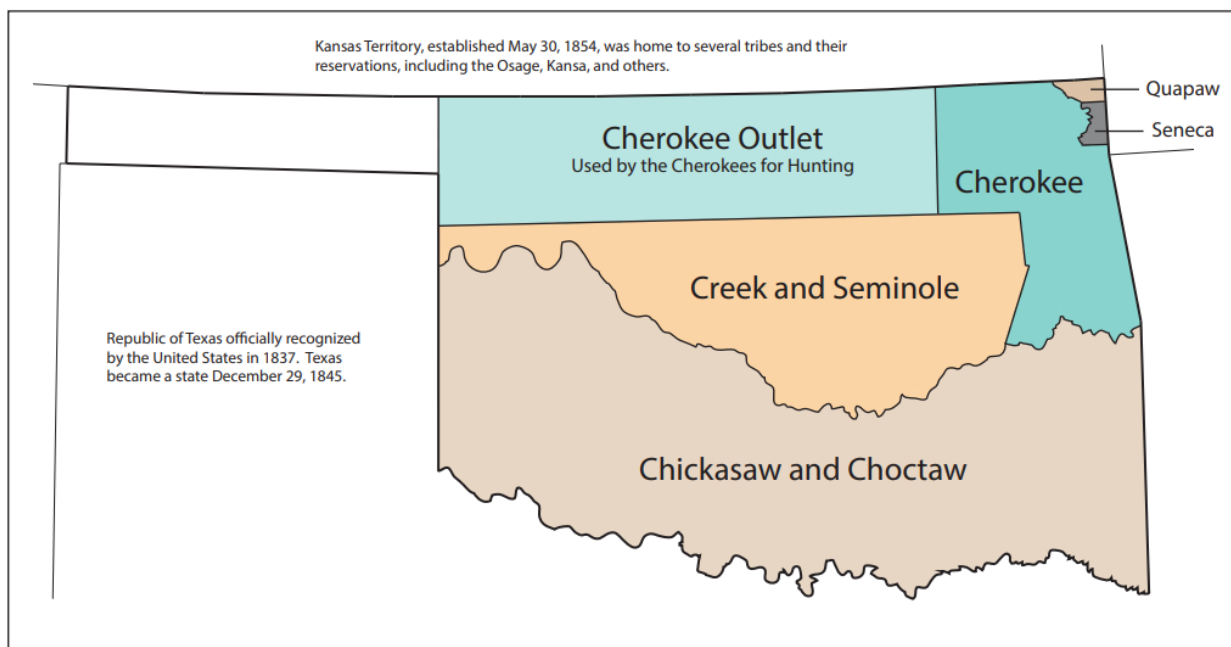 Kansas Territory, established May 30, 1854, was home to several tribes and their
reservations, including the Osage, Kansa, and others.
Quapaw
Seneca
Cherokee Outlet
Used by the Cherokees for Hunting
Cherokee
Creek and Seminole
Republic of Texas officially recognized
by the United States in 1837. Texas
became a state December 29, 1845.
Chickasaw and Choctaw